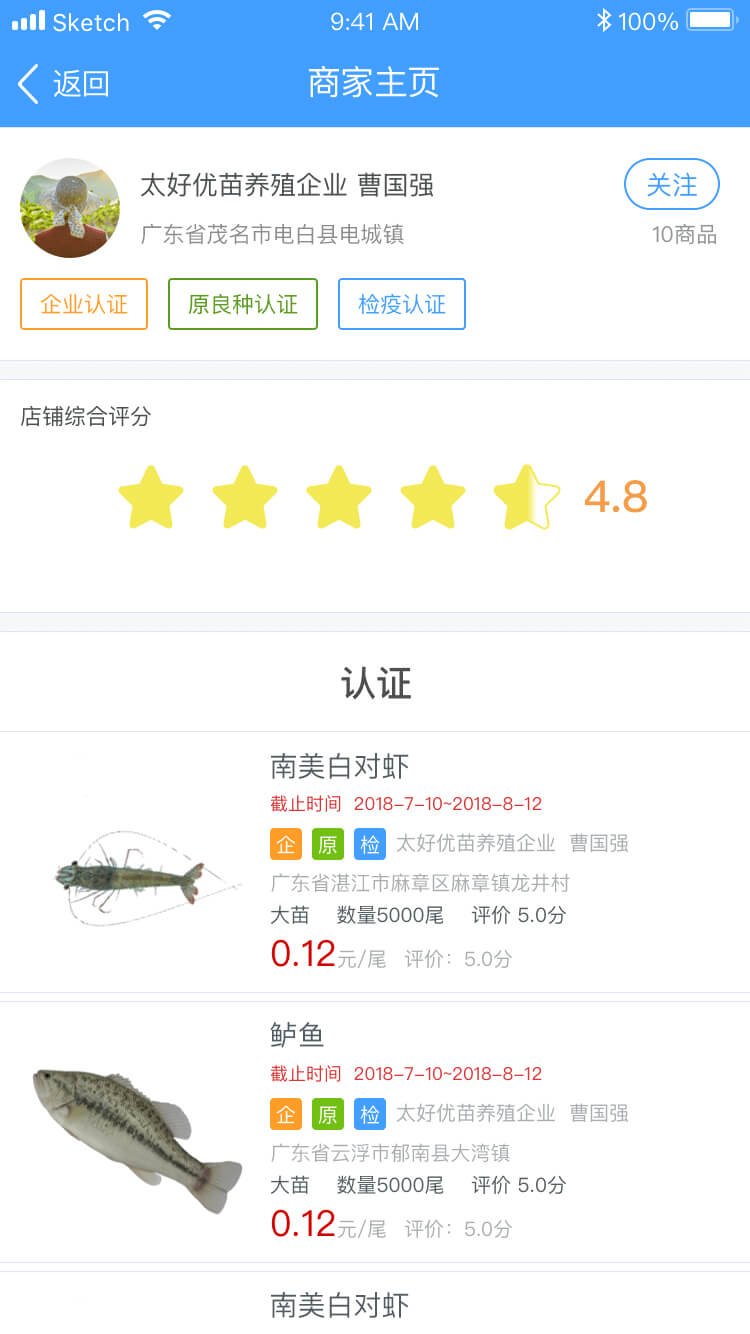 Sketch 9:41 AM 100%
返回 商家主页
太好优苗养殖企业 曹国强 关注
广东省茂名市电白县电城镇 10商品
企业认证 原良种认证 检疫认证
店铺综合评分
4.8
认证
南美白对虾
截止时间 2018-7-10~2018-8-12
企 原 检 太好优苗养殖企业 曹国强
广东省湛江市麻章区麻章镇龙井村
大苗 数量5000尾 评价 5.0分
0.12元/尾 评价：5.0分
鲈鱼
截止时间 2018-7-10~2018-8-12
企 原 检 太好优苗养殖企业 曹国强
广东省云浮市郁南县大湾镇
大苗 数量5000尾 评价 5.0分
0.12元/尾 评价：5.0分
南美白对虾